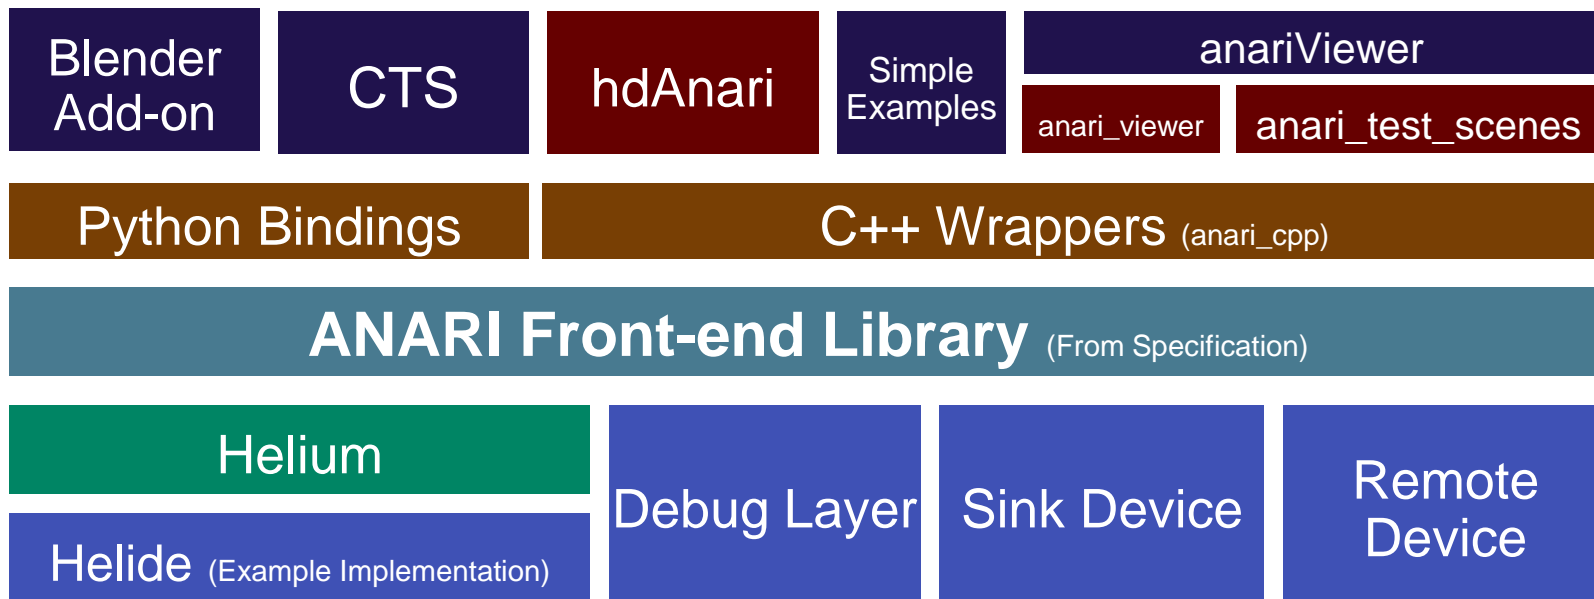 Blender
Add-on
CTS
hdAnari
Simple
Examples
anariViewer
anari_viewer
anari_test_scenes
Python Bindings
C++ Wrappers (anari_cpp)
ANARI Front-end Library (From Specification)
Helium
Helide (Example Implementation)
Debug Layer
Sink Device
Remote
Device